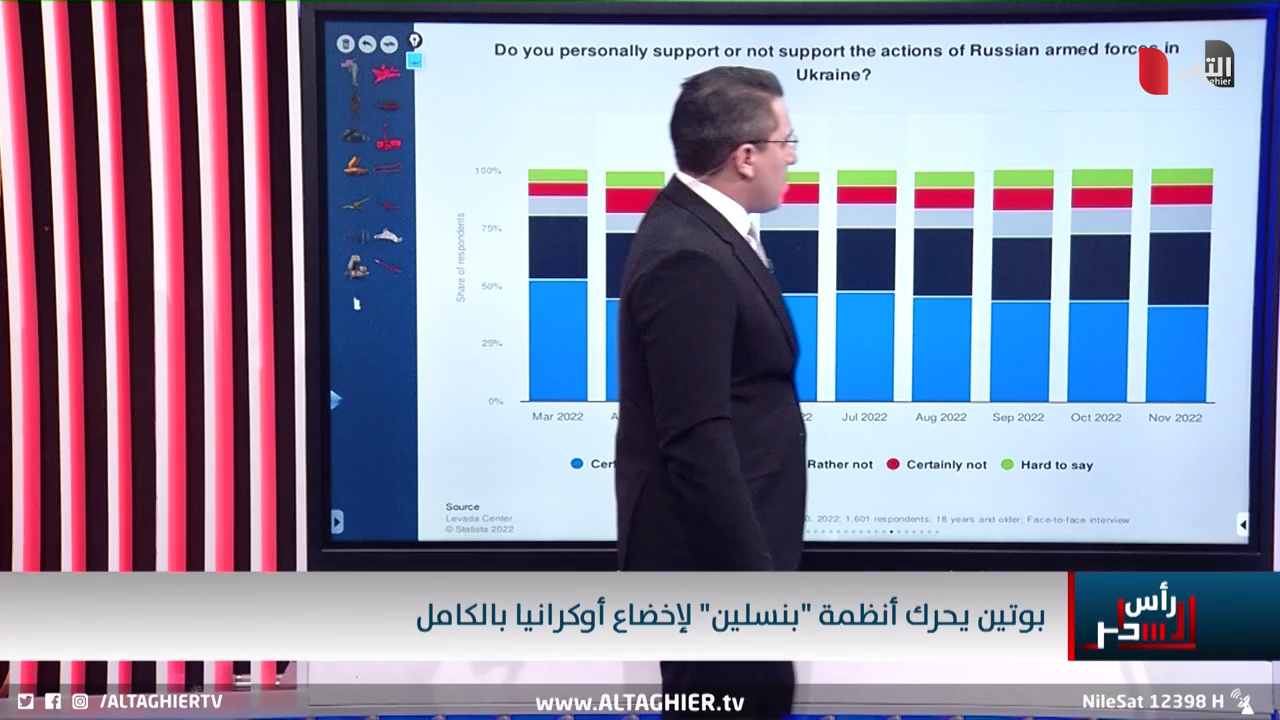 Do you personally support or not support the actions of Russian armed forces in
Ukraine?
التغيير
Share of respondents
100%
75%
50%
25%
0%
Mar 2022
Jul 2022
Aug 2022
Sep 2022
Oct 2022
Nov 2022
Rather not
Certainly not
Hard to say
Source
Levada Center
© Statista 2022
2022; 1,601 respondents; 18 years and older; Face-to-face interview
بوتين يحرك أنظمة "بنسلين" لإخضاع أوكرانيا بالكامل
رأس
السطر
/ALTAGHIERTV
www.ALTAGHIER.tv
NileSat 12398 H